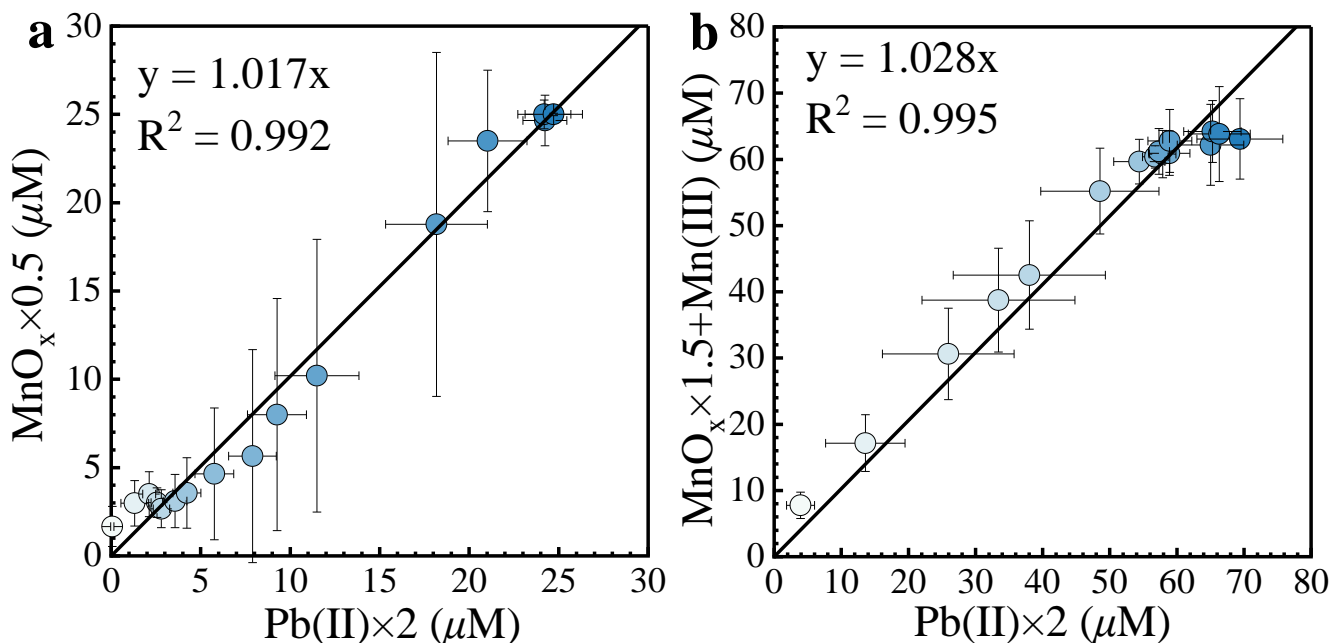 a
y = 1.017x
R² = 0.992
MnOₓ×0.5 (μM)
30
25
20
15
10
5
0
0 5 10 15 20 25 30
Pb(II)×2 (μM)
b
y = 1.028x
R² = 0.995
MnOₓ×1.5+Mn(III) (μM)
80
70
60
50
40
30
20
10
0
0 10 20 30 40 50 60 70 80
Pb(II)×2 (μM)